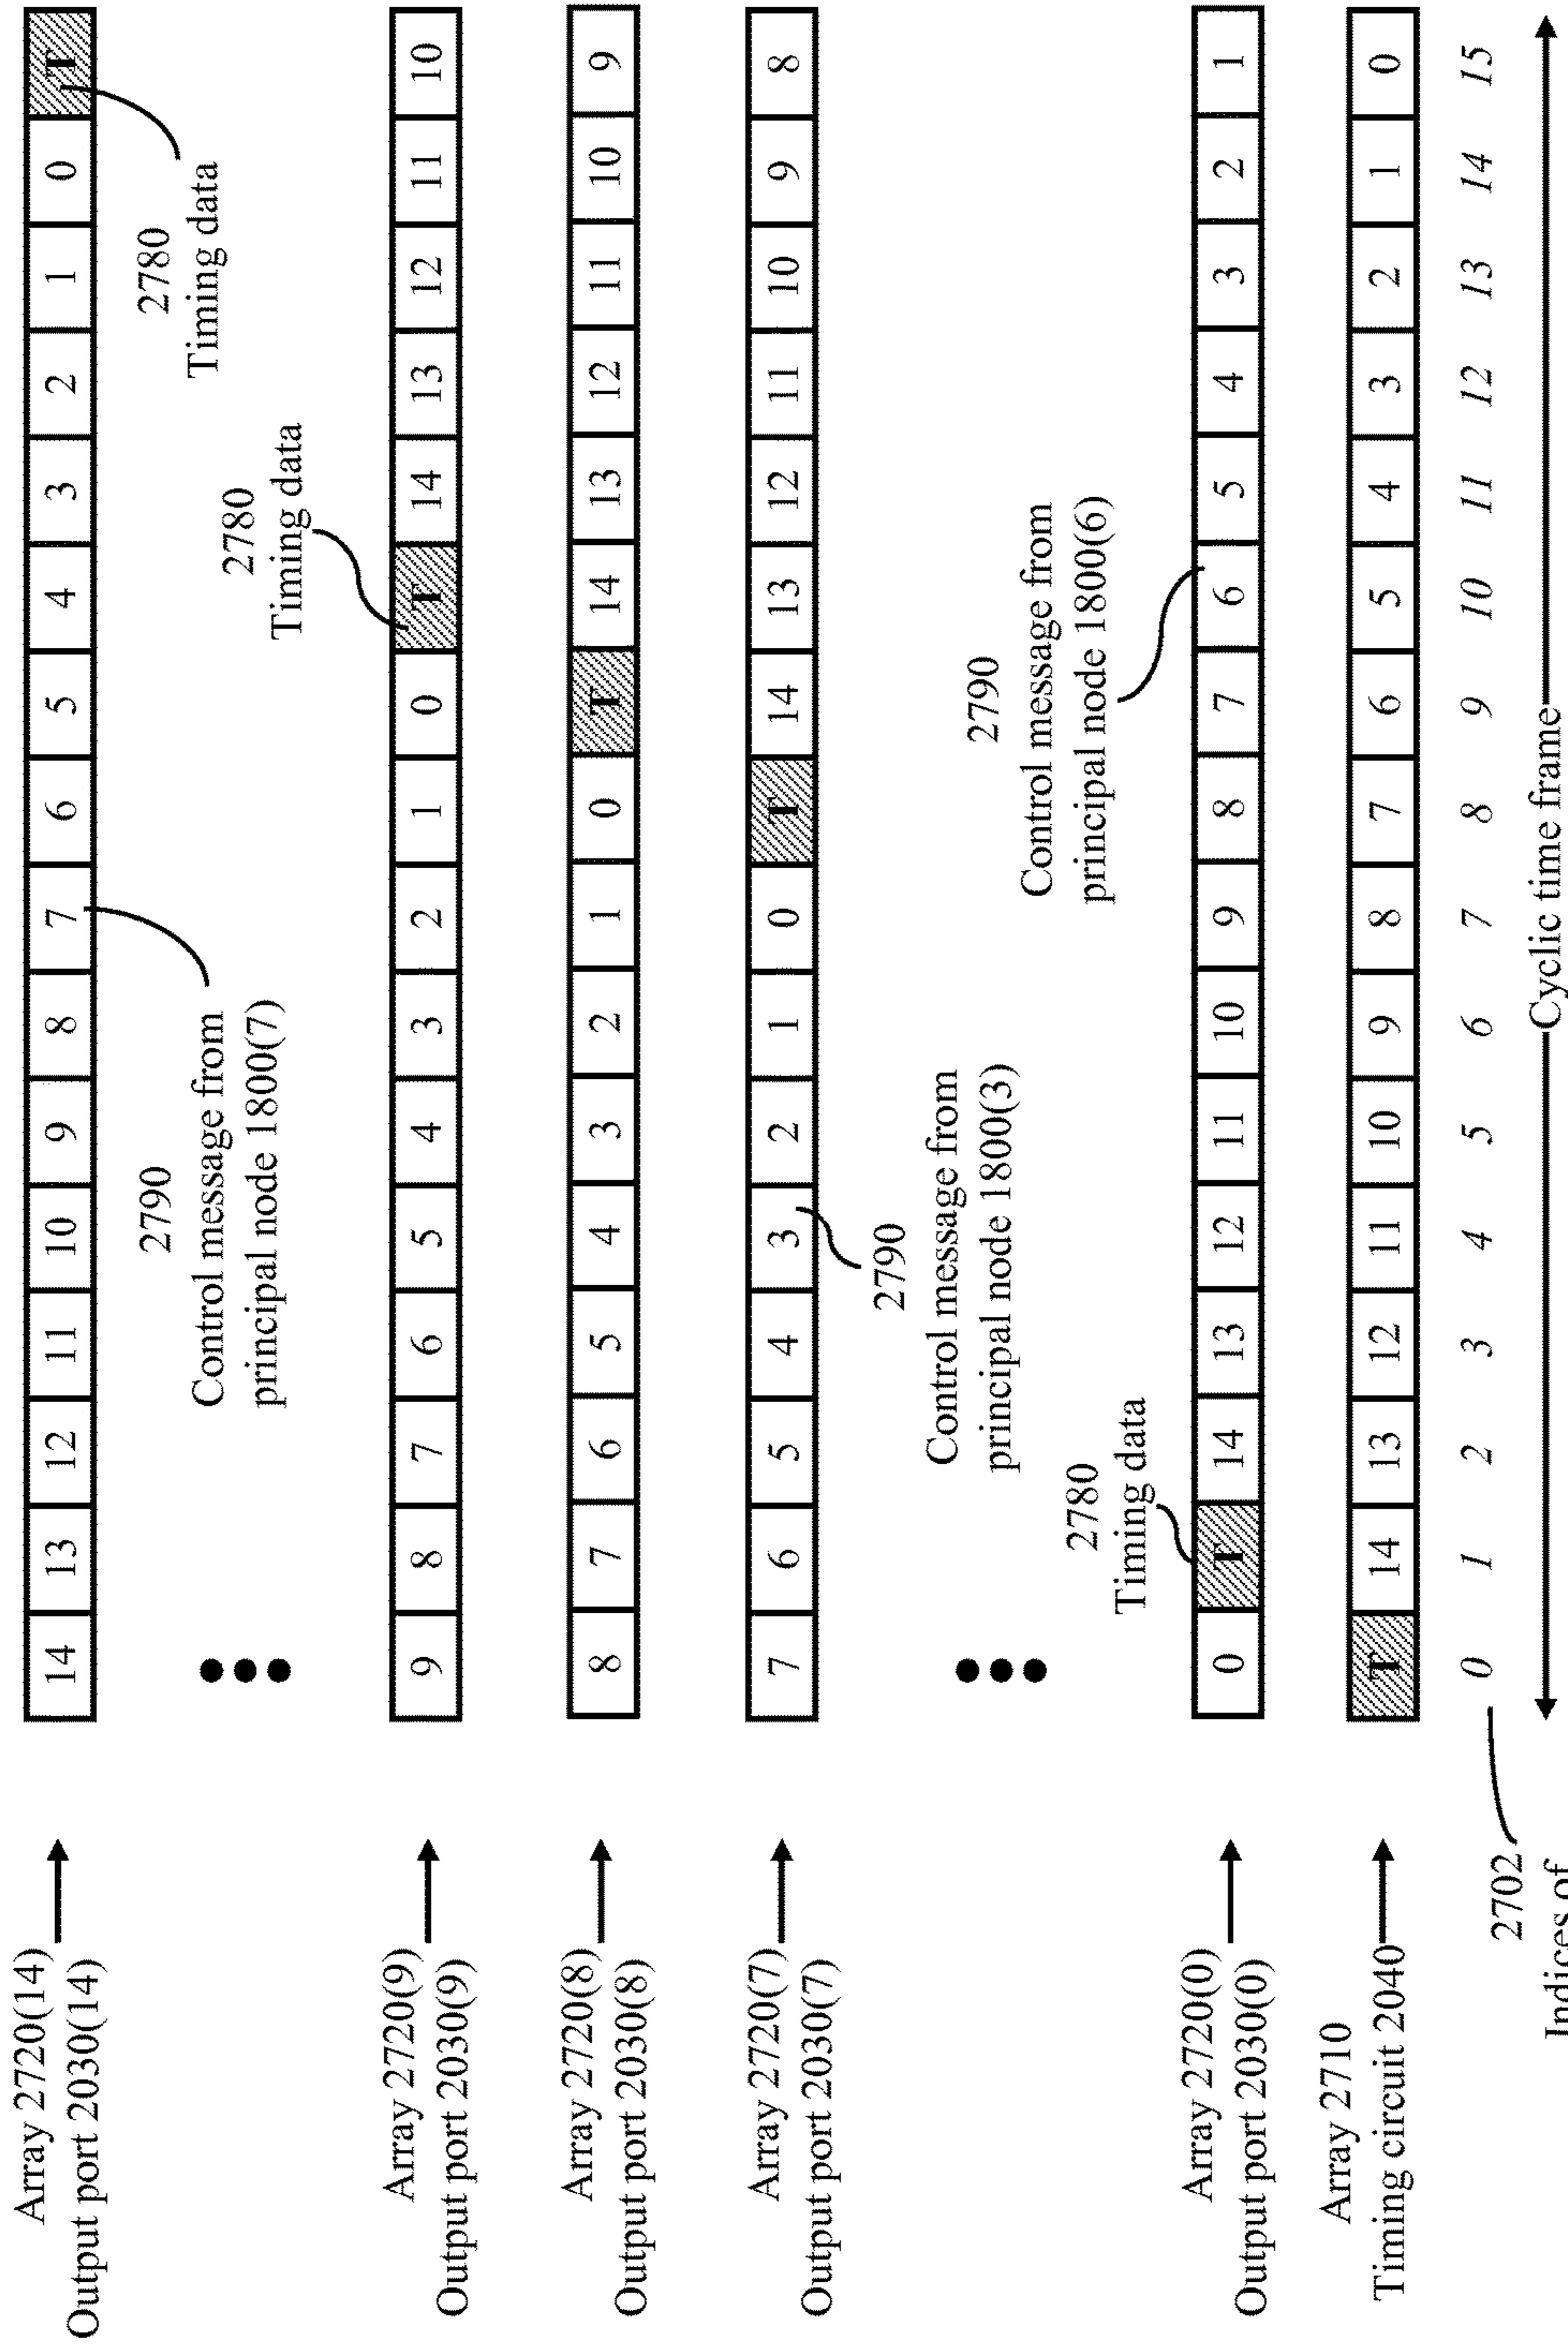 Array 2720(14)
Output port 2030(14)
14 13 12 11 10 9 8 7 6 5 4 3 2 1 0 T
2790
Control message from
principal node 1800(7)
2780
Timing data
2780
Timing data
Array 2720(9)
Output port 2030(9)
9 8 7 6 5 4 3 2 1 0 T 14 13 12 11 10
Array 2720(8)
Output port 2030(8)
8 7 6 5 4 3 2 1 0 T 14 13 12 11 10 9
Array 2720(7)
Output port 2030(7)
7 6 5 4 3 2 1 0 T 14 13 12 11 10 9 8
2790
Control message from
principal node 1800(3)
2790
Control message from
principal node 1800(6)
2780
Timing data
Array 2720(0)
Output port 2030(0)
0 T 14 13 12 11 10 9 8 7 6 5 4 3 2 1
Array 2710
Timing circuit 2040
T 14 13 12 11 10 9 8 7 6 5 4 3 2 1 0
0 1 2 3 4 5 6 7 8 9 10 11 12 13 14 15
2702
Indices of
Cyclic time frame